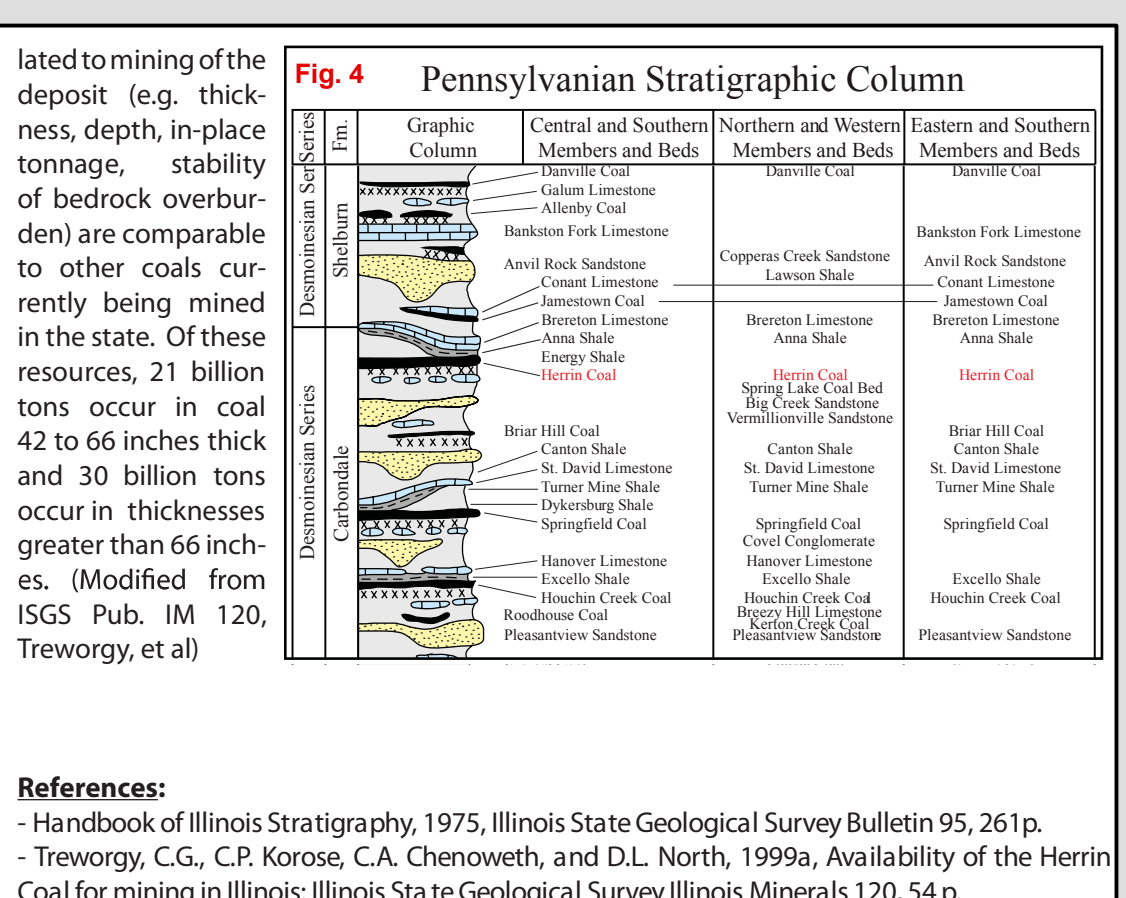 lated to mining of the
deposit (e.g. thick-
ness, depth, in-place
tonnage, stability
of bedrock overbur-
den) are comparable
to other coals cur-
rently being mined
in the state. Of these
resources, 21 billion
tons occur in coal
42 to 66 inches thick
and 30 billion tons
occur in thicknesses
greater than 66 inch-
es. (Modified from
ISGS Pub. IM 120,
Treworgy, et al)
Fig. 4 Pennsylvanian Stratigraphic Column
Series
Fm.
Graphic
Column
Central and Southern
Members and Beds
Northern and Western
Members and Beds
Eastern and Southern
Members and Beds
Desmoinesian Series
Shelburn
Desmoinesian Series
Carbondale
Danville Coal
Galum Limestone
Allenby Coal
Bankston Fork Limestone
Anvil Rock Sandstone
Conant Limestone
Jamestown Coal
Brereton Limestone
Anna Shale
Energy Shale
Herrin Coal
Briar Hill Coal
Canton Shale
St. David Limestone
Turner Mine Shale
Dykersburg Shale
Springfield Coal
Hanover Limestone
Excello Shale
Houchin Creek Coal
Roodhouse Coal
Pleasantview Sandstone
Danville Coal
Copperas Creek Sandstone
Lawson Shale
Brereton Limestone
Anna Shale
Herrin Coal
Spring Lake Coal Bed
Big Creek Sandstone
Vermillionville Sandstone
Canton Shale
St. David Limestone
Turner Mine Shale
Springfield Coal
Covel Conglomerate
Hanover Limestone
Excello Shale
Houchin Creek Coal
Breezy Hill Limestone
Kerton Creek Coal
Pleasantview Sandstone
Danville Coal
Bankston Fork Limestone
Anvil Rock Sandstone
Conant Limestone
Jamestown Coal
Brereton Limestone
Anna Shale
Herrin Coal
Briar Hill Coal
Canton Shale
St. David Limestone
Turner Mine Shale
Springfield Coal
Excello Shale
Houchin Creek Coal
Pleasantview Sandstone
References:
- Handbook of Illinois Stratigraphy, 1975, Illinois State Geological Survey Bulletin 95, 261p.
- Treworgy, C.G., C.P. Korose, C.A. Chenoweth, and D.L. North, 1999a, Availability of the Herrin
Coal for mining in Illinois: Illinois State Geological Survey Illinois Minerals 120, 54 p.